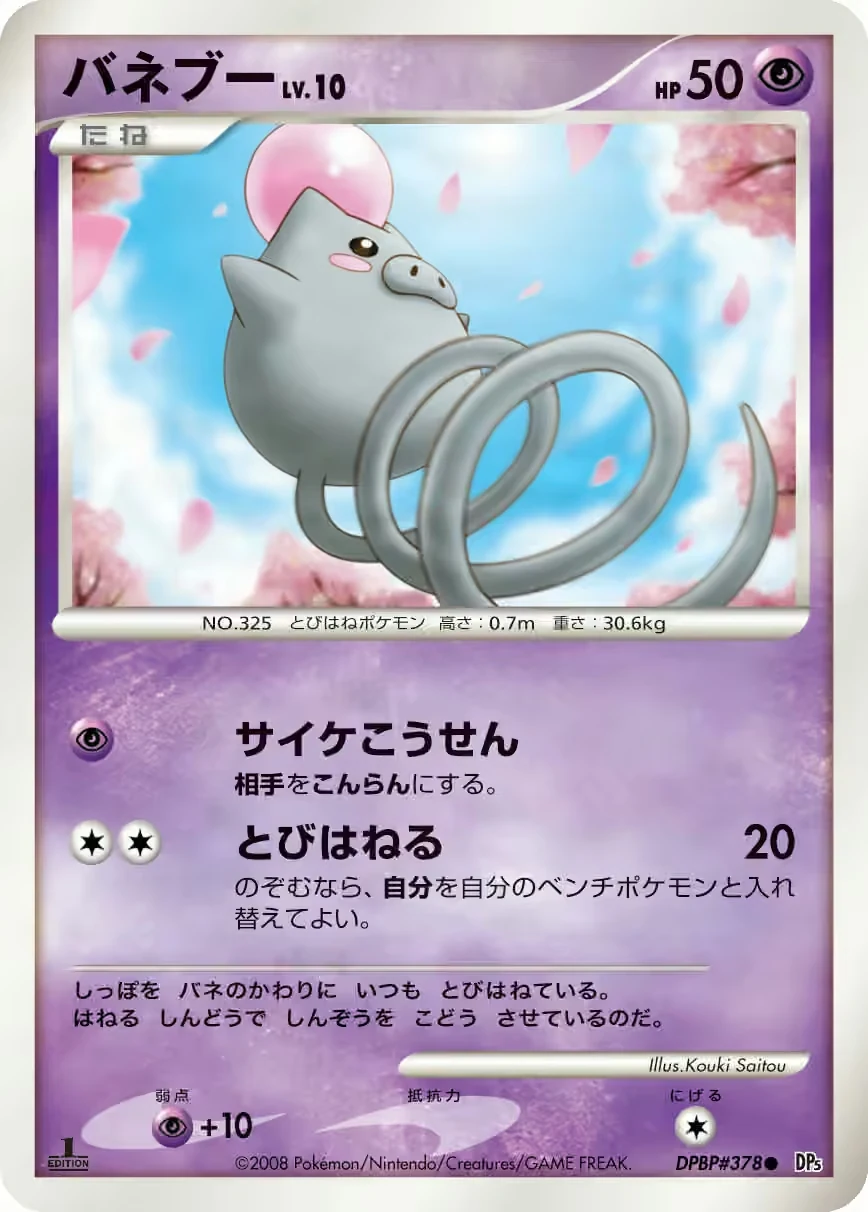 バネブー LV.10 HP 50
たね
NO.325 とびはねポケモン 高さ：0.7m 重さ：30.6kg
サイケこうせん
相手をこんらんにする。
とびはねる 20
のぞむなら、自分を自分のベンチポケモンと入れ
替えてよい。
しっぽを バネのかわりに いつも とびはねている。
はねる しんどうで しんぞうを こどう させているのだ。
Illus.Kouki Saitou
弱点 抵抗力 にげる
+10
1 EDITION
©2008 Pokémon/Nintendo/Creatures/GAME FREAK. DPBP#378● DP5